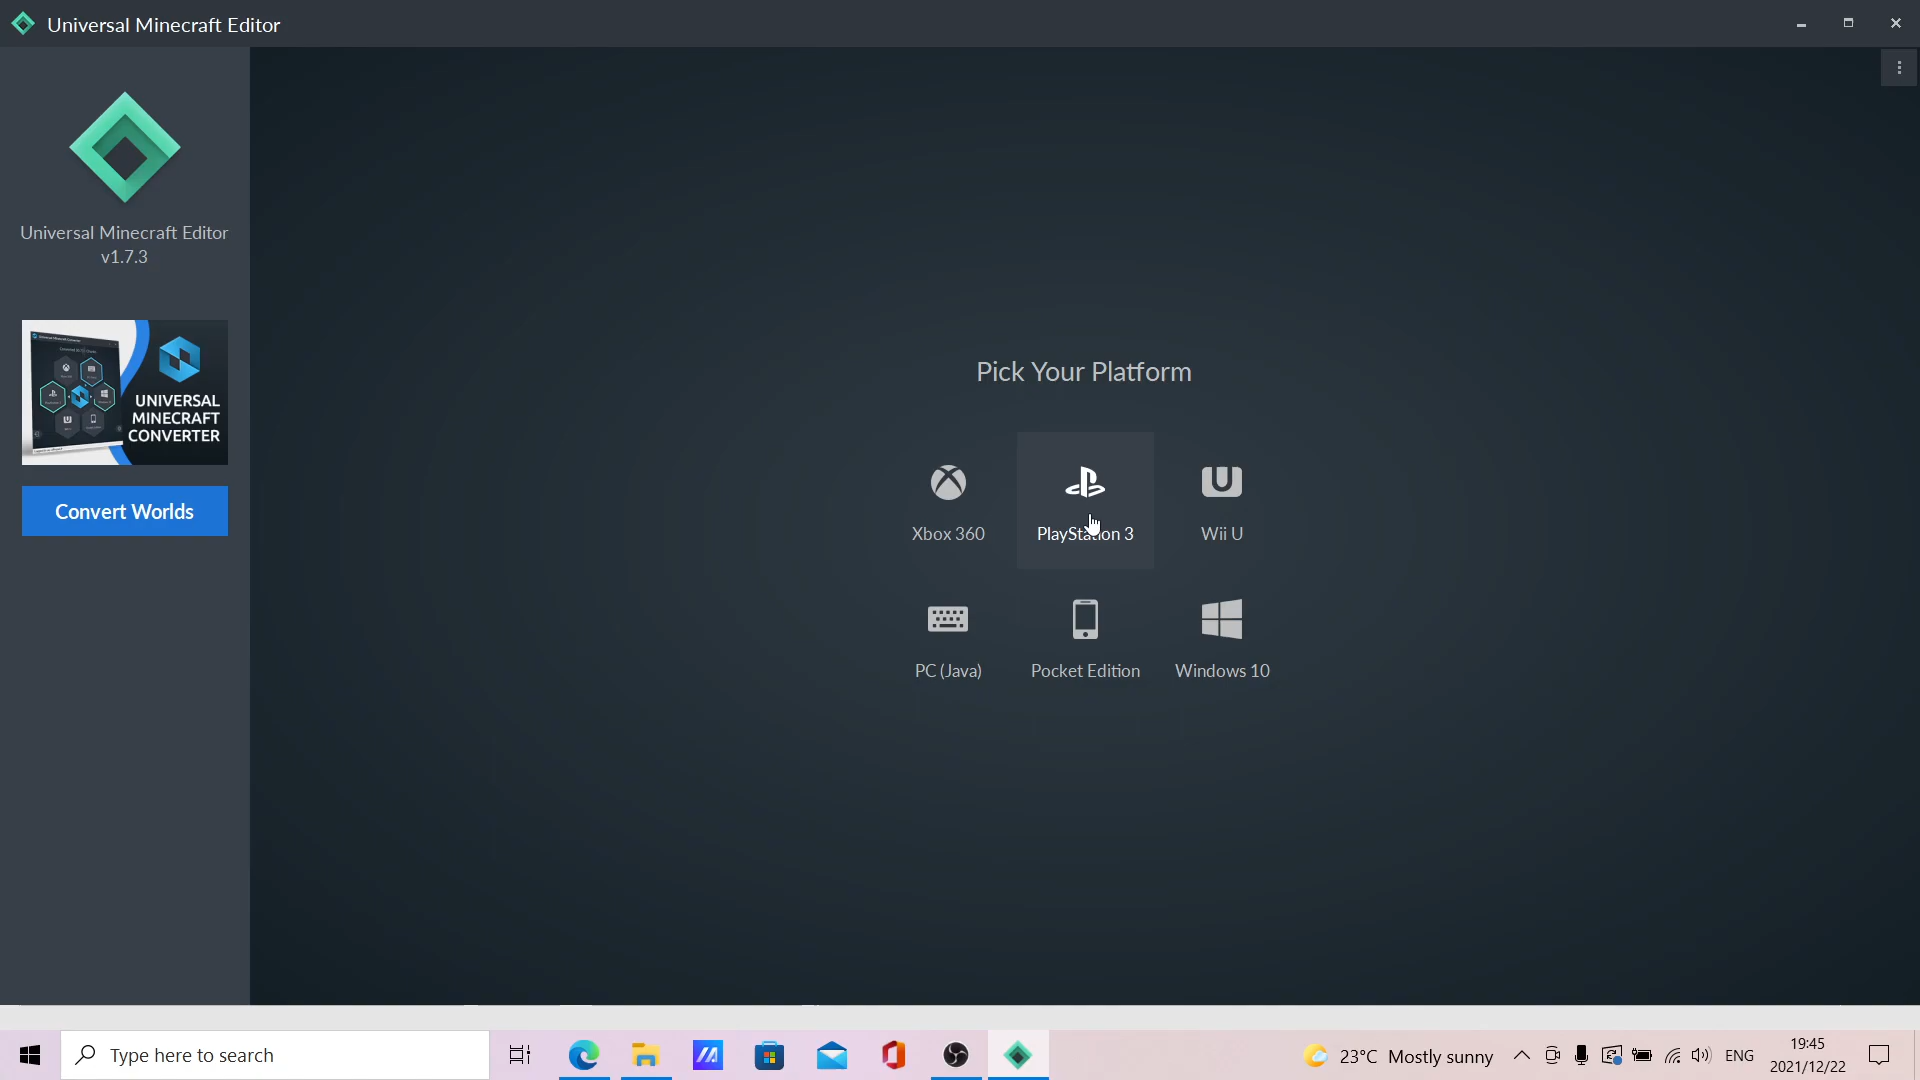 Universal Minecraft Editor
Universal Minecraft Editor
v1.7.3
UNIVERSAL
MINECRAFT
CONVERTER
Convert Worlds
Pick Your Platform
Xbox 360
PlayStation 3
Wii U
PC (Java)
Pocket Edition
Windows 10
Type here to search
23°C Mostly sunny
ENG
19:45
2021/12/22